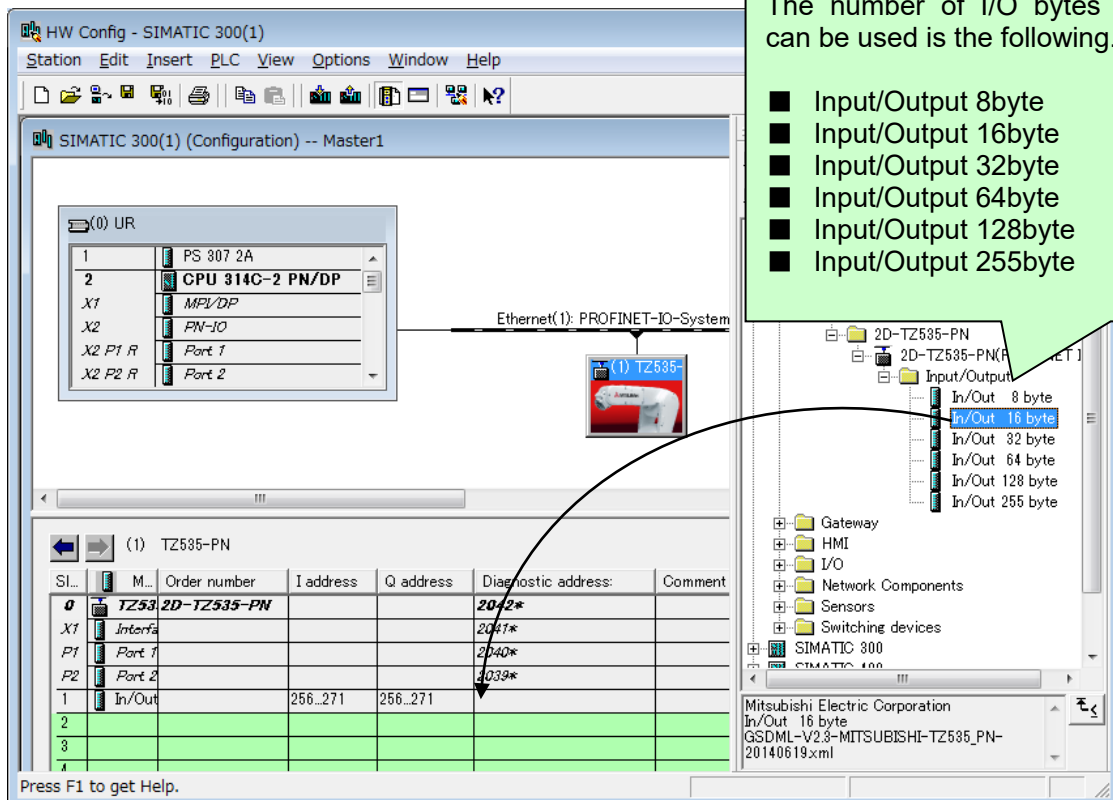 The number of I/O bytes
can be used is the following.
■ Input/Output 8byte
■ Input/Output 16byte
■ Input/Output 32byte
■ Input/Output 64byte
■ Input/Output 128byte
■ Input/Output 255byte
HW Config - SIMATIC 300(1)
Station Edit Insert PLC View Options Window Help
SIMATIC 300(1) (Configuration) -- Master1
(0) UR
1 PS 307 2A
2 CPU 314C-2 PN/DP
X1 MPI/DP
X2 PN-IO
X2 P1 R Port 1
X2 P2 R Port 2
Ethernet(1): PROFINET-IO-System
(1) TZ535-
2D-TZ535-PN
2D-TZ535-PN(
Input/Output
In/Out 8 byte
In/Out 16 byte
In/Out 32 byte
In/Out 64 byte
In/Out 128 byte
In/Out 255 byte
Gateway
HMI
I/O
Network Components
Sensors
Switching devices
SIMATIC 300
(1) TZ535-PN
Sl... M... Order number I address Q address Diagnostic address: Comment
0 TZ53 2D-TZ535-PN 2042*
X1 Interfa 2041*
P1 Port 1 2040*
P2 Port 2 2039*
1 In/Out 256...271 256...271
2
3
Mitsubishi Electric Corporation
In/Out 16 byte
GSDML-V2.3-MITSUBISHI-TZ535_PN-
20140619.xml
Press F1 to get Help.